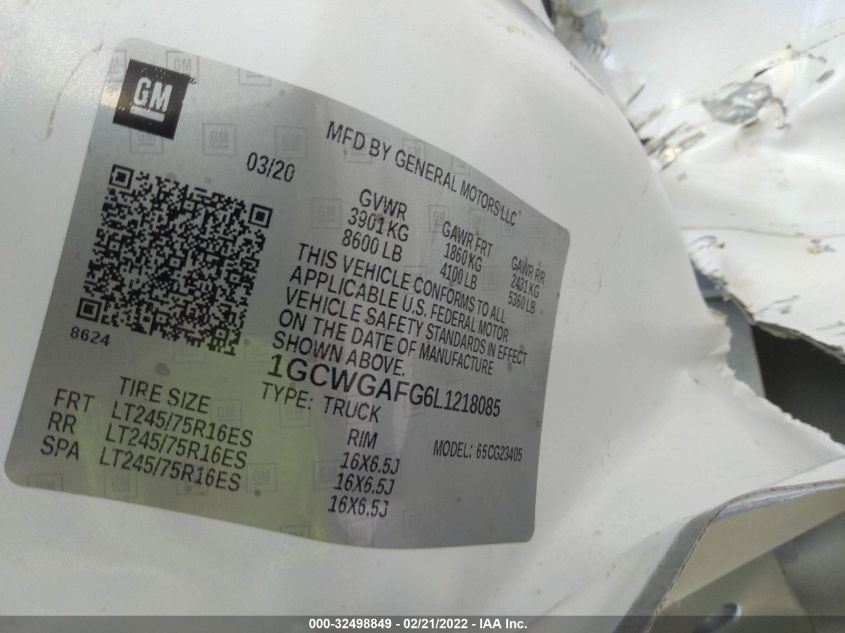 GM
MFD BY GENERAL MOTORS LLC
03/20
GVWR
3901 KG
8600 LB
GAWR FRT
1860 KG
4100 LB
GAWR RR
2431 KG
5360 LB
THIS VEHICLE CONFORMS TO ALL
APPLICABLE U.S. FEDERAL MOTOR
VEHICLE SAFETY STANDARDS IN EFFECT
ON THE DATE OF MANUFACTURE
SHOWN ABOVE.
8624
1GCWGAFG6L1218085
TYPE: TRUCK
MODEL: 65CG23405
TIRE SIZE
RIM
FRT LT245/75R16ES 16X6.5J
RR LT245/75R16ES 16X6.5J
SPA LT245/75R16ES 16X6.5J
000-32498849 - 02/21/2022 - IAA Inc.